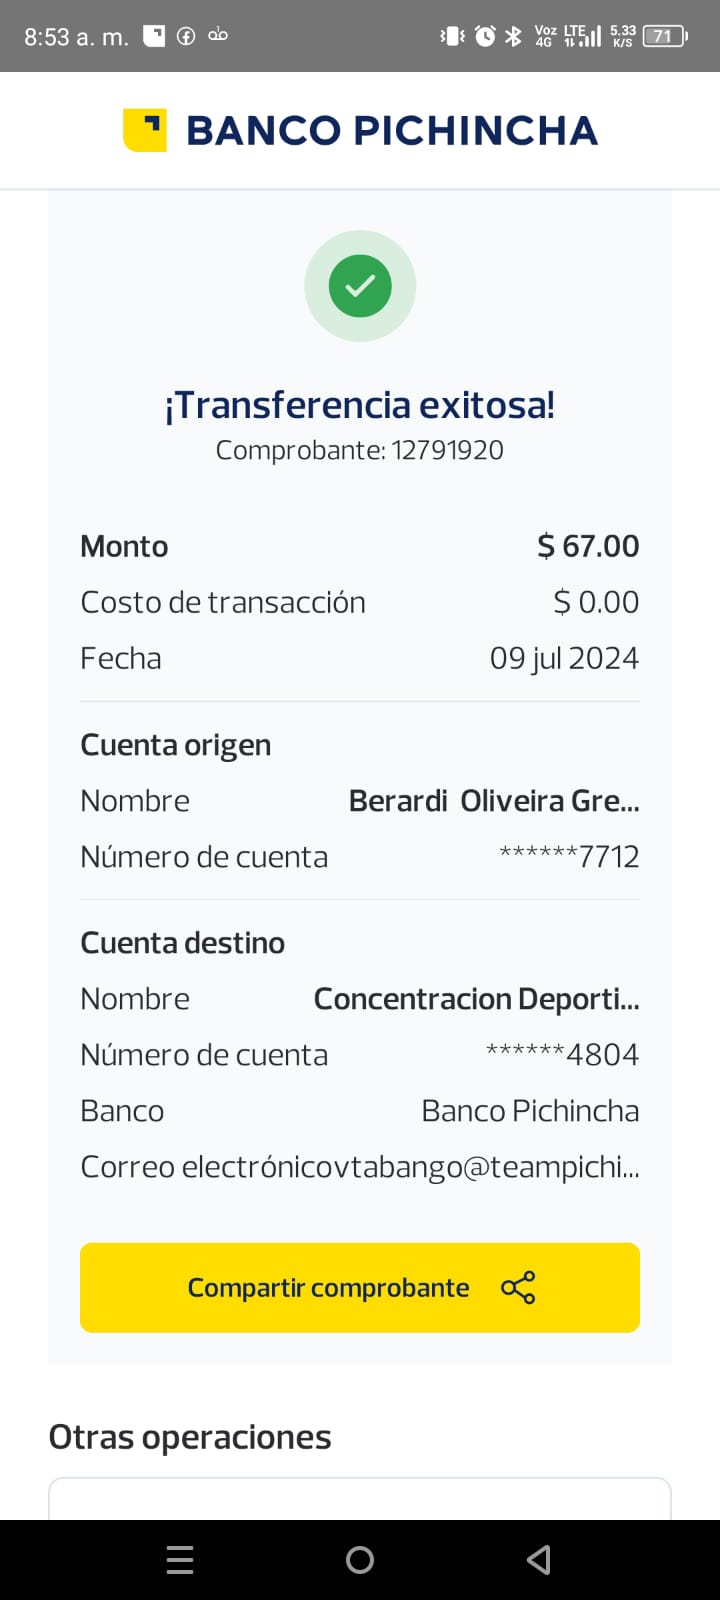 8:53 a. m.
Voz 4G LTE 5.33 K/S 71
BANCO PICHINCHA
¡Transferencia exitosa!
Comprobante: 12791920
Monto $ 67.00
Costo de transacción $ 0.00
Fecha 09 jul 2024
Cuenta origen
Nombre Berardi Oliveira Gre...
Número de cuenta ******7712
Cuenta destino
Nombre Concentracion Deporti...
Número de cuenta ******4804
Banco Banco Pichincha
Correo electrónicovtabango@teampichi...
Compartir comprobante
Otras operaciones